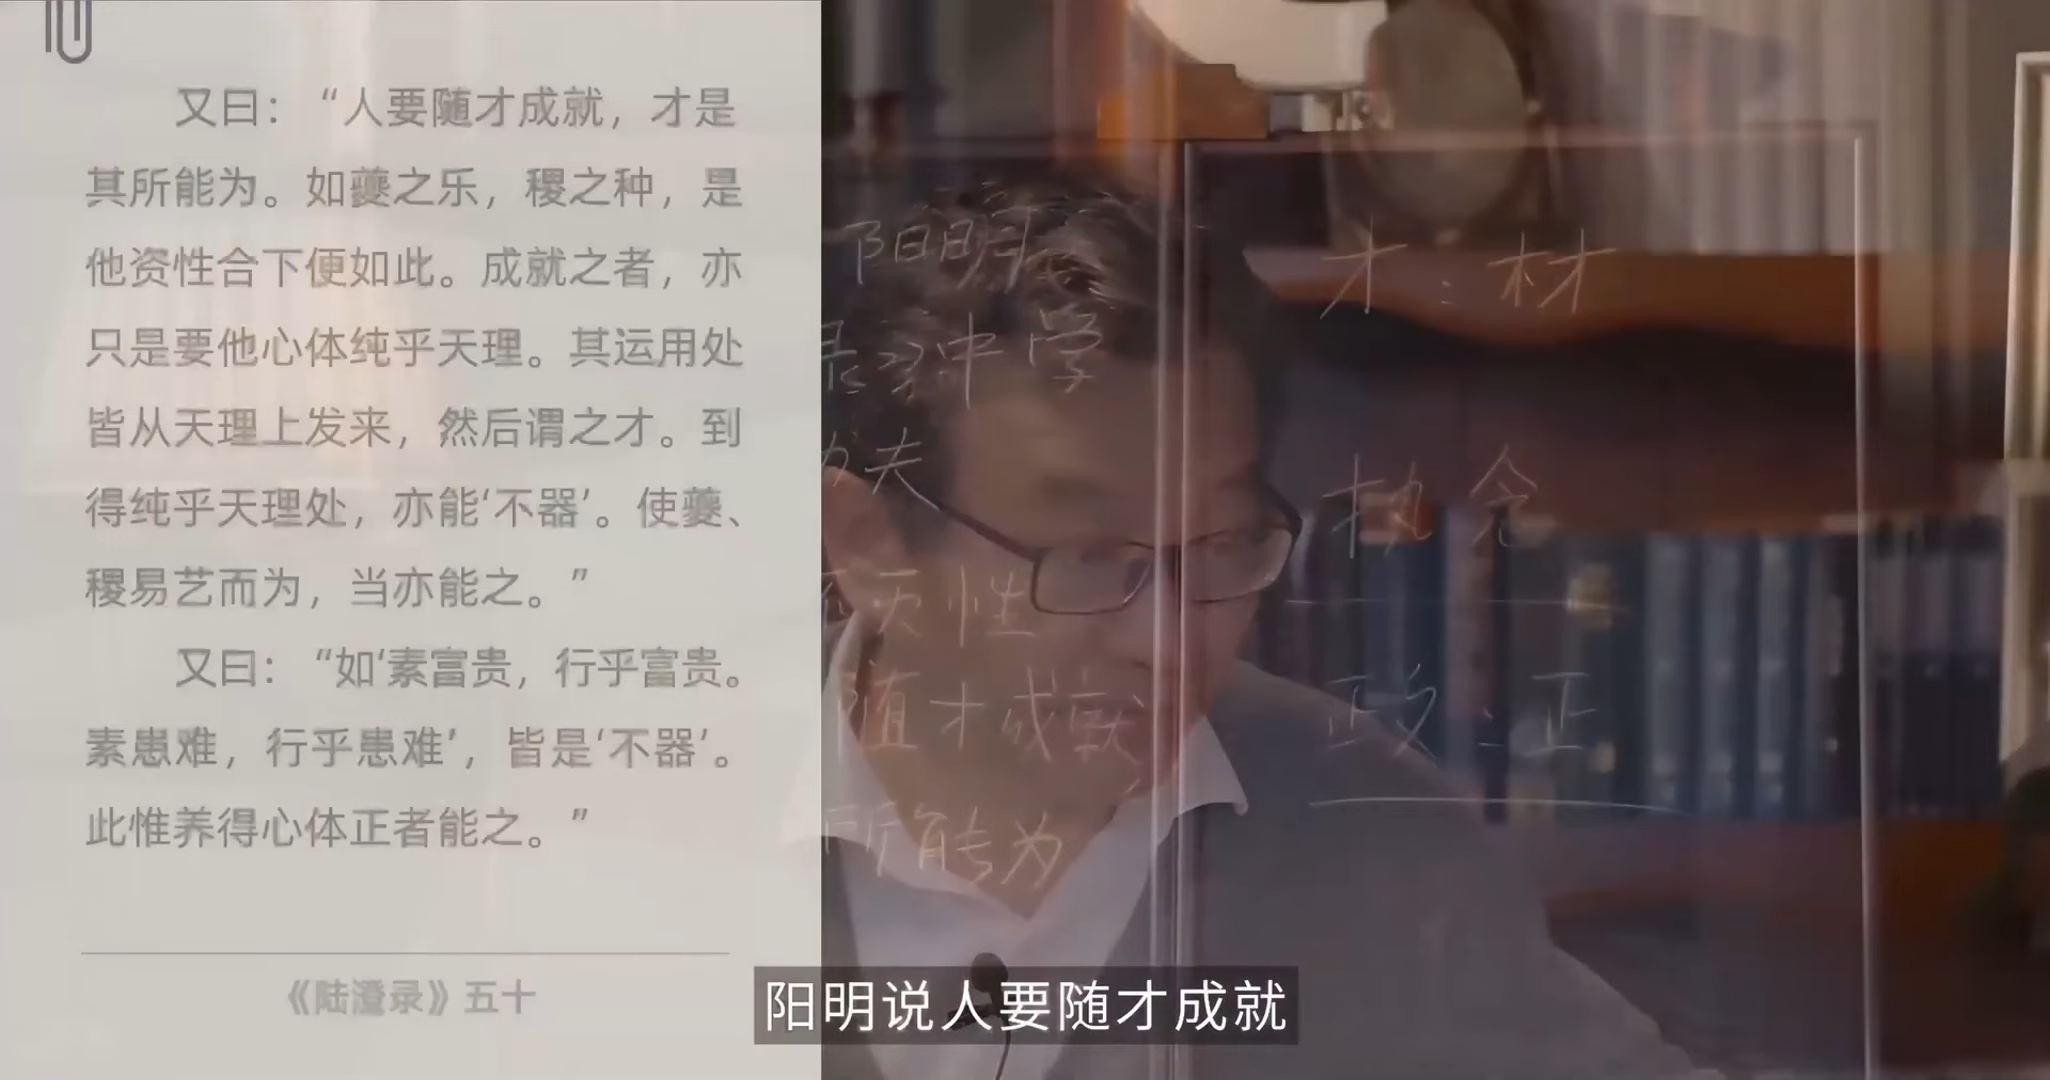 又曰：“人要随才成就，才是
其所能为。如夔之乐，稷之种，是
他资性合下便如此。成就之者，亦
只是要他心体纯乎天理。其运用处
皆从天理上发来，然后谓之才。到
得纯乎天理处，亦能‘不器’。使夔、
稷易艺而为，当亦能之。”
又曰：“如‘素富贵，行乎富贵。
素患难，行乎患难’，皆是‘不器’。
此惟养得心体正者能之。”
《陆澄录》五十
阳明
中学
夫
天性
随才成就
所能为
才：材
执念
政：正
阳明说人要随才成就